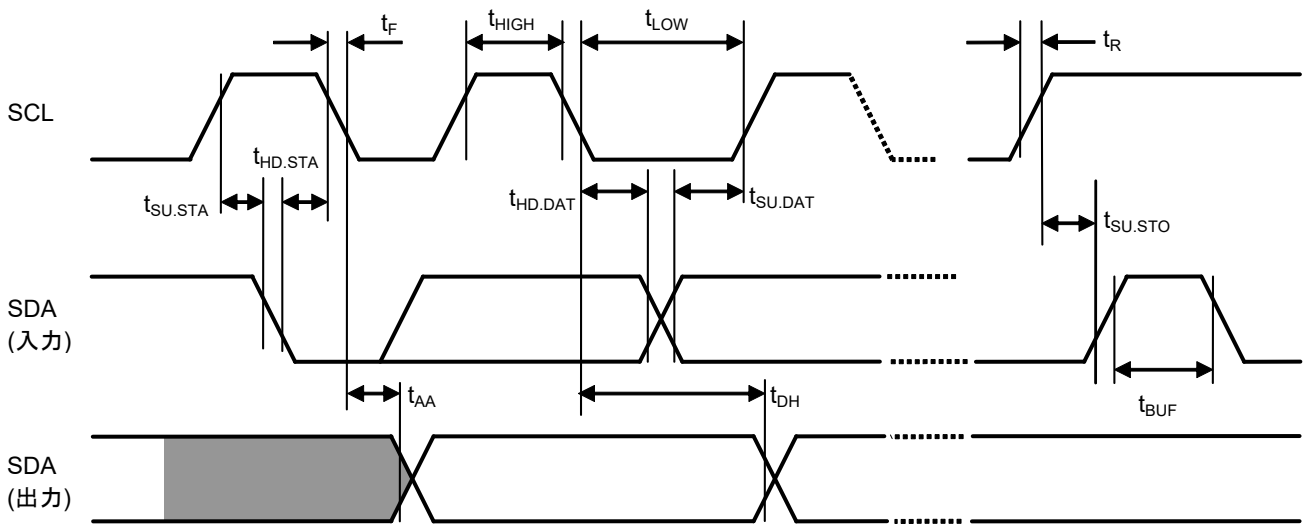 t_F
t_HIGH
t_LOW
t_R
SCL
t_HD.STA
t_SU.STA
t_HD.DAT
t_SU.DAT
t_SU.STO
SDA
(入力)
t_AA
t_DH
t_BUF
SDA
(出力)